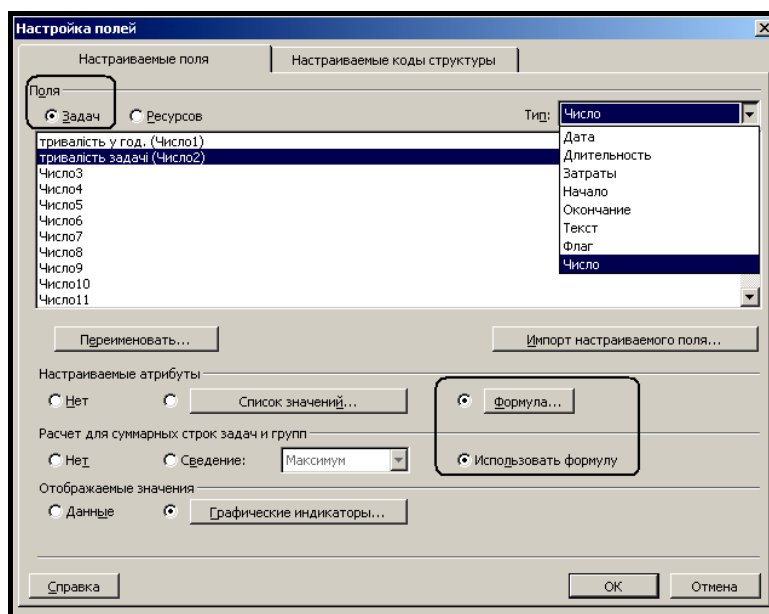 Настройка полей
Настраиваемые поля Настраиваемые коды структуры
Поля
Задач Ресурсов Тип: Число
Дата
Длительность
Затраты
Начало
Окончание
Текст
Флаг
Число
тривалість у год. (Число1)
тривалість задачі (Число2)
Число3
Число4
Число5
Число6
Число7
Число8
Число9
Число10
Число11
Переименовать... Импорт настраиваемого поля...
Настраиваемые атрибуты
Нет Список значений... Формула...
Расчет для суммарных строк задач и групп
Нет Сведение: Максимум Использовать формулу
Отображаемые значения
Данные Графические индикаторы...
Справка ОК Отмена